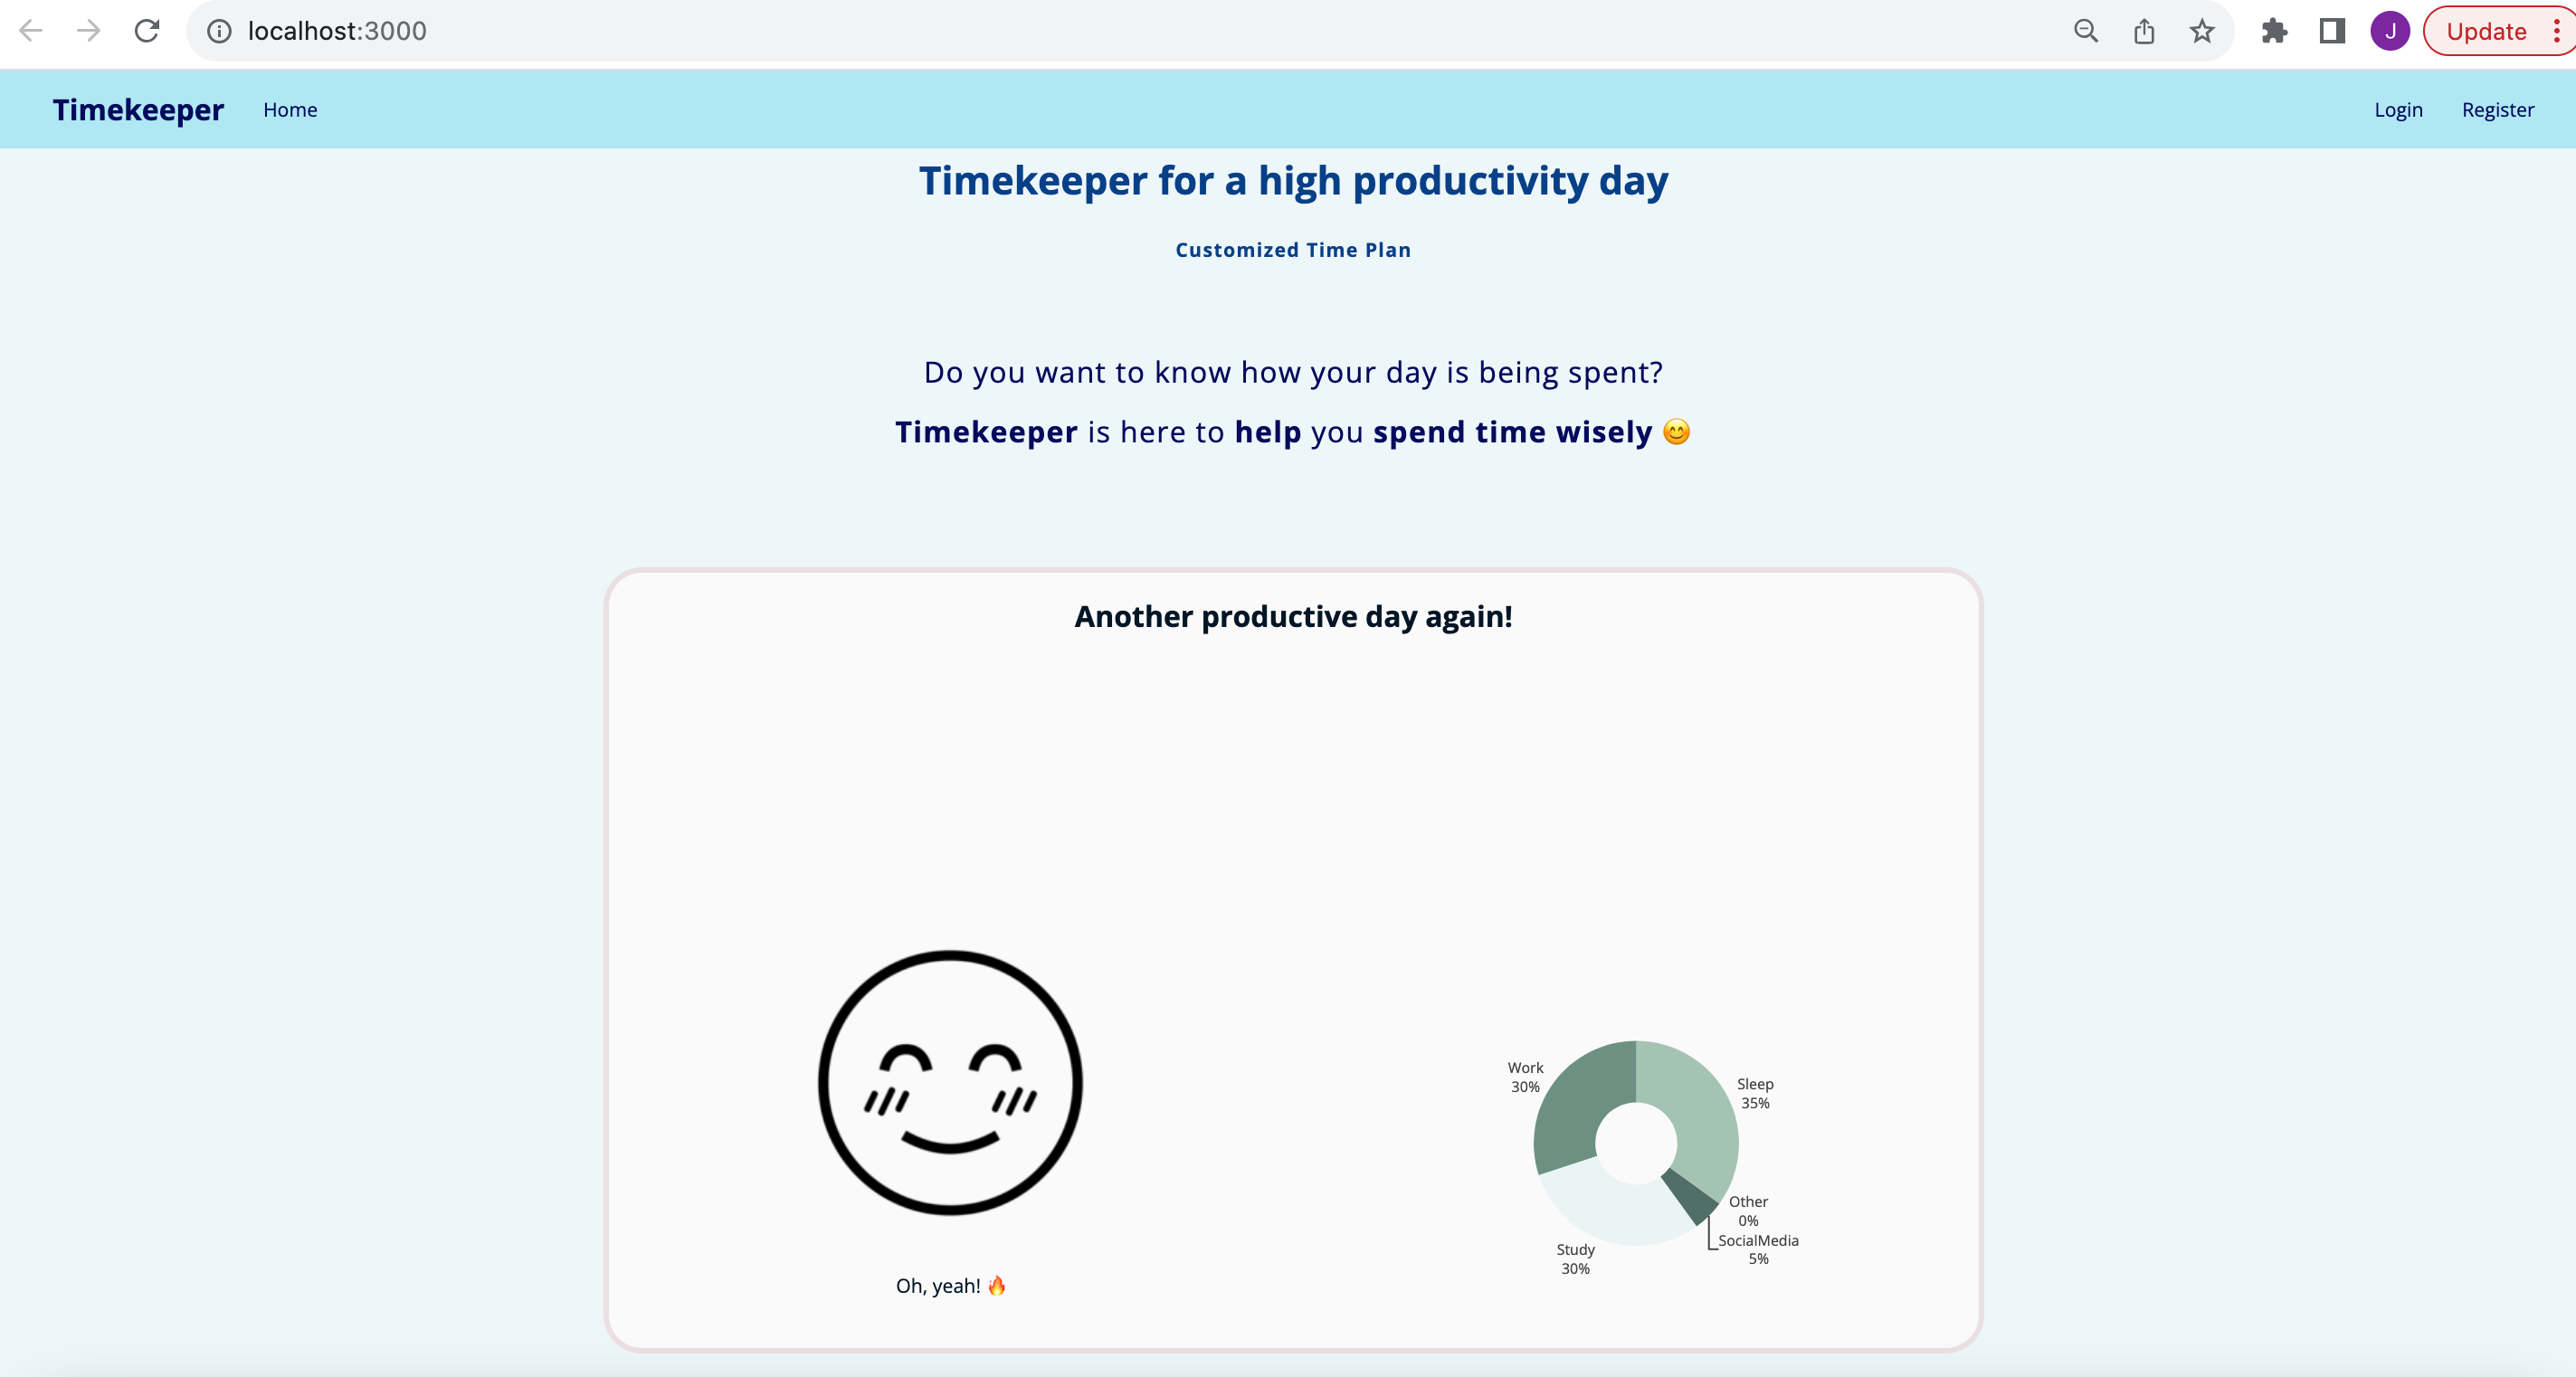 localhost:3000
J
Update
Timekeeper Home Login Register
Timekeeper for a high productivity day
Customized Time Plan
Do you want to know how your day is being spent?
Timekeeper is here to help you spend time wisely 😊
Another productive day again!
Oh, yeah! 🔥
Work
30%
Sleep
35%
Other
0%
SocialMedia
5%
Study
30%